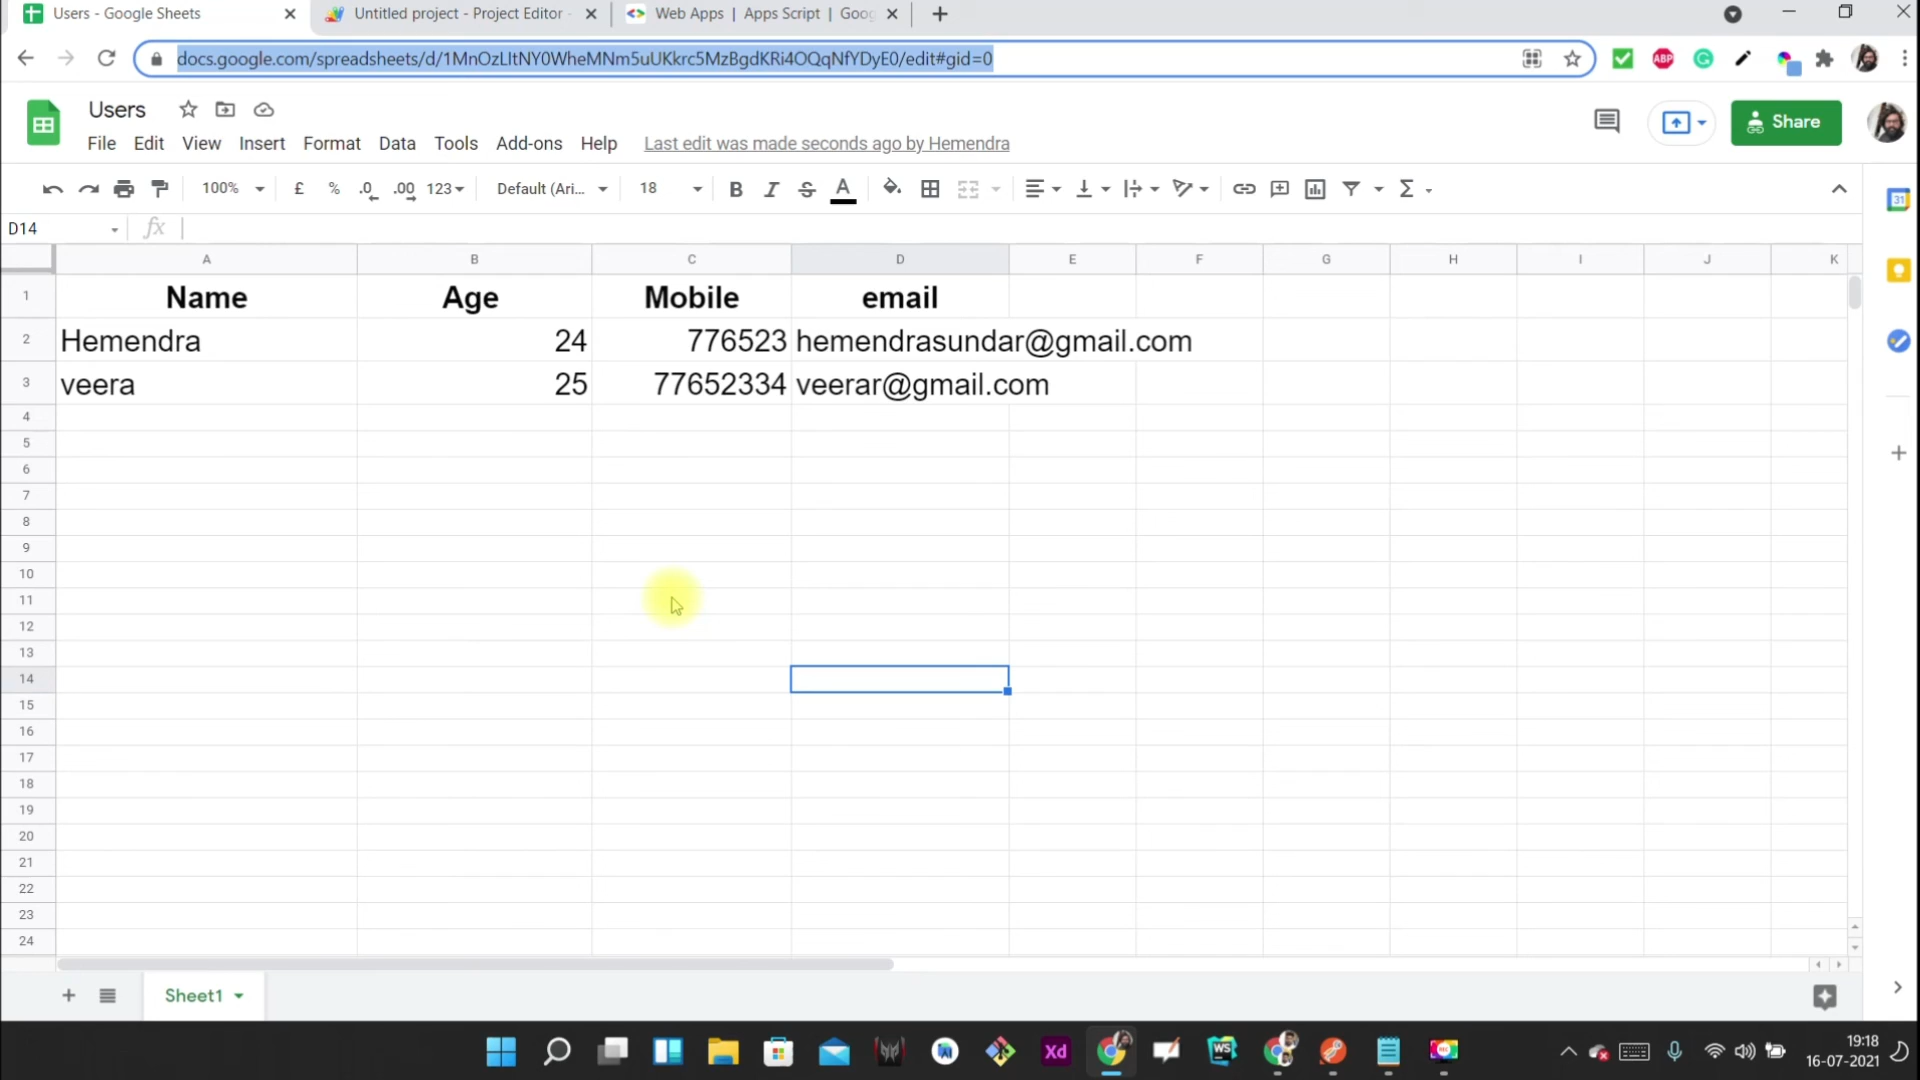 Users - Google Sheets
Untitled project - Project Editor -
Web Apps | Apps Script | Goog
docs.google.com/spreadsheets/d/1MnOzLItNY0WheMNm5uUKkrc5MzBgdKRi4OQqNfYDyE0/edit#gid=0
ABP
Users
File Edit View Insert Format Data Tools Add-ons Help Last edit was made seconds ago by Hemendra
Share
100% £ % .0 .00 123 Default (Ari... 18 B I S A Σ
31
D14 fx
A B C D E F G H I J K
1 Name Age Mobile email
2 Hemendra 24 776523 hemendrasundar@gmail.com
3 veera 25 77652334 veerar@gmail.com
4
5
6
7
8
9
10
11
12
13
14
15
16
17
18
19
20
21
22
23
24
Sheet1
Xd
WS
19:18
16-07-2021